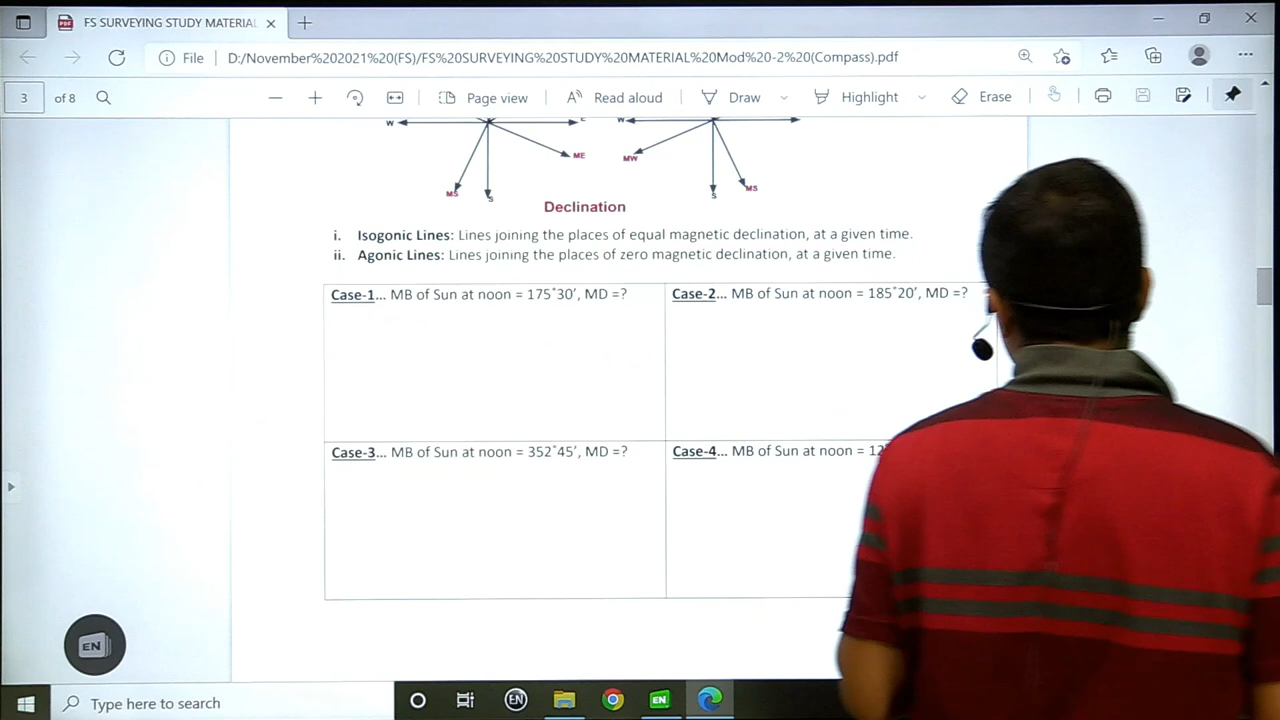 FS SURVEYING STUDY MATERIAL
File
D:/November%202021%20(FS)/FS%20SURVEYING%20STUDY%20MATERIAL%20Mod%20-2%20(Compass).pdf
3 of 8 Page view Read aloud Draw Highlight Erase
W E W
ME MW
MS S S MS
Declination
i. Isogonic Lines: Lines joining the places of equal magnetic declination, at a given time.
ii. Agonic Lines: Lines joining the places of zero magnetic declination, at a given time.
Case-1... MB of Sun at noon = 175°30', MD =?
Case-2... MB of Sun at noon = 185°20', MD =?
Case-3... MB of Sun at noon = 352°45', MD =?
Case-4... MB of Sun at noon = 12
EN
Type here to search
EN
EN